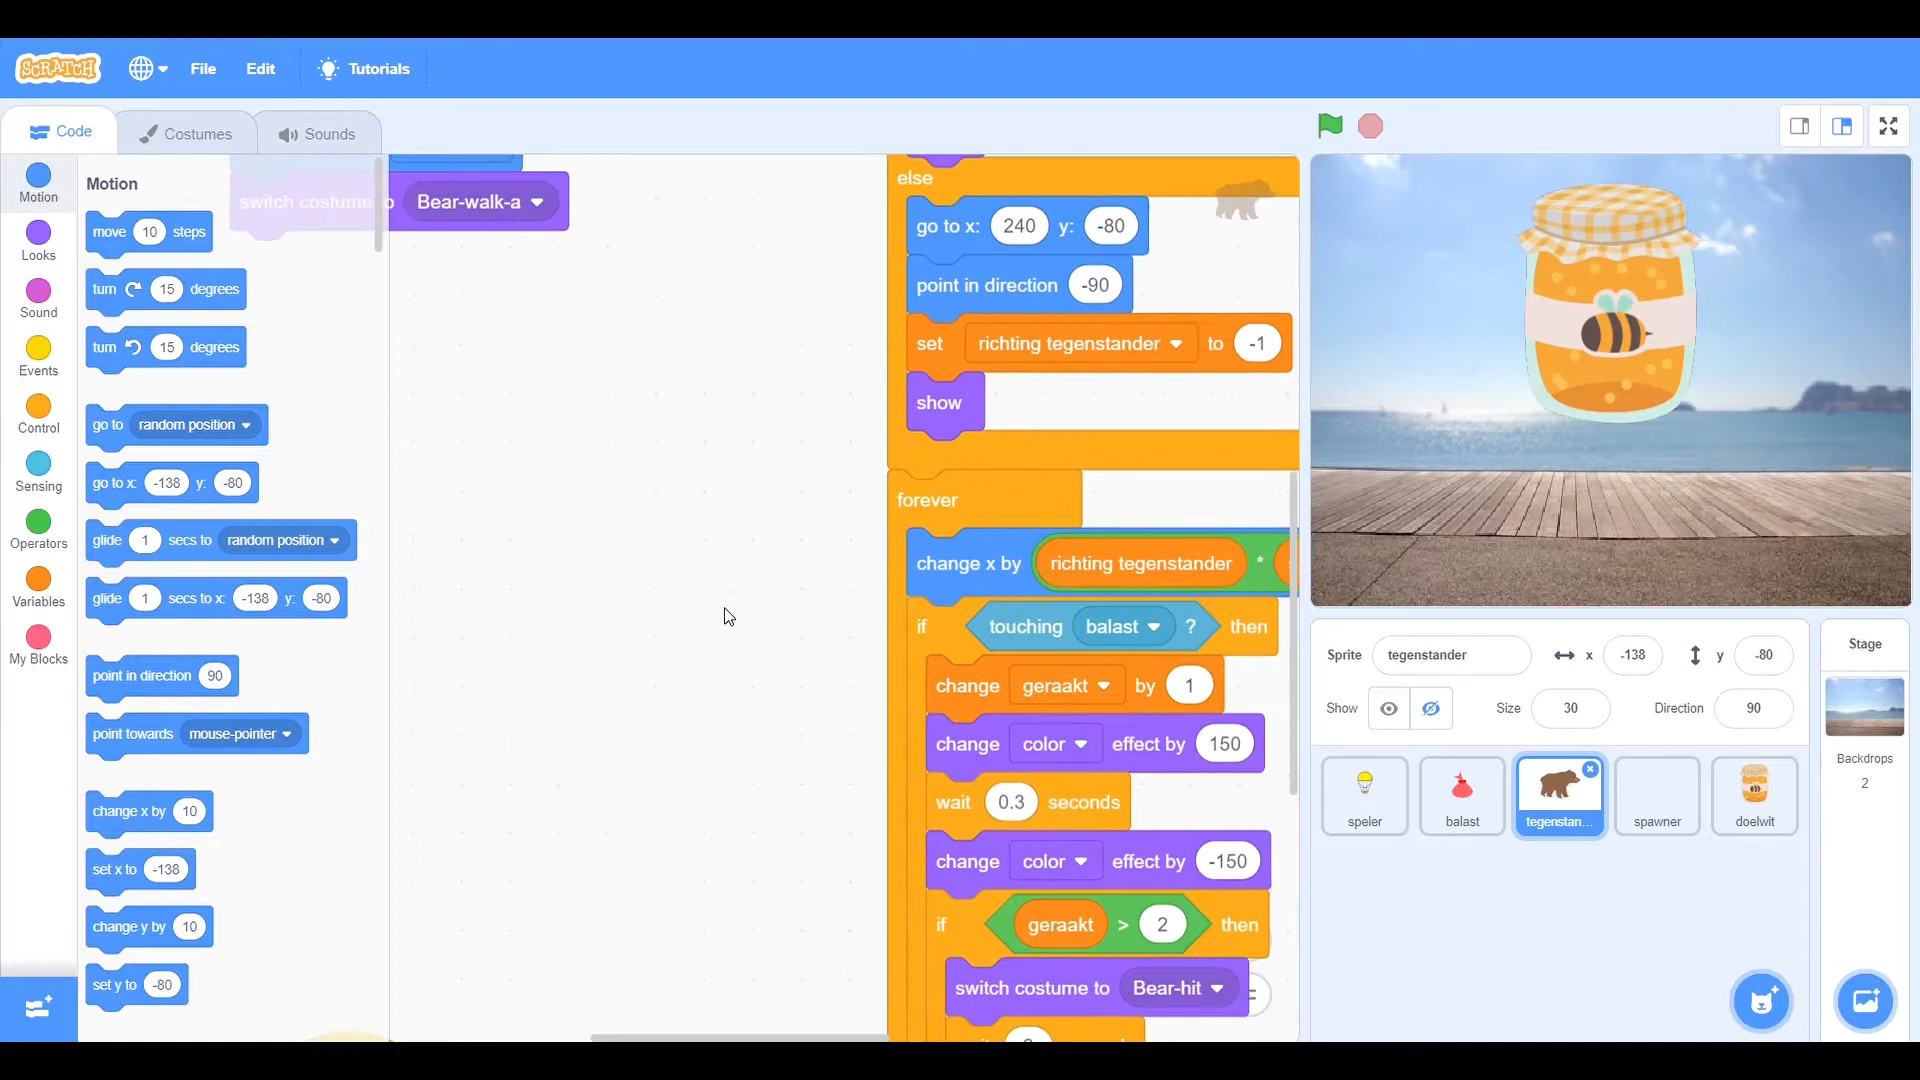 SCRATCH File Edit Tutorials
Code Costumes Sounds
Motion
Looks
Sound
Events
Control
Sensing
Operators
Variables
My Blocks
Motion
move 10 steps
turn 15 degrees
turn 15 degrees
go to random position
go to x: -138 y: -80
glide 1 secs to random position
glide 1 secs to x: -138 y: -80
point in direction 90
point towards mouse-pointer
change x by 10
set x to -138
change y by 10
set y to -80
switch costume to Bear-walk-a
else
go to x: 240 y: -80
point in direction -90
set richting tegenstander to -1
show
forever
change x by richting tegenstander *
if touching balast ? then
change geraakt by 1
change color effect by 150
wait 0.3 seconds
change color effect by -150
if geraakt > 2 then
switch costume to Bear-hit
Sprite tegenstander x -138 y -80
Show Size 30 Direction 90
speler balast tegenstan... spawner doelwit
Stage
Backdrops
2